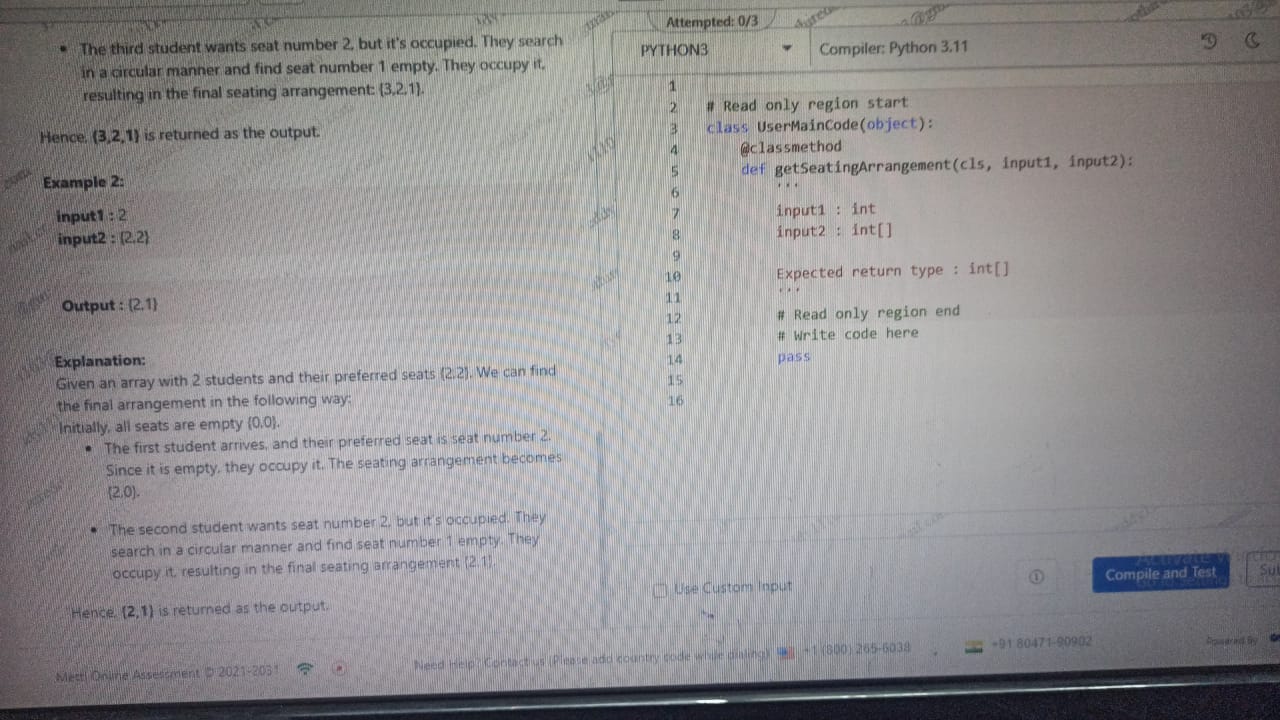 • The third student wants seat number 2, but it's occupied. They search
in a circular manner and find seat number 1 empty. They occupy it,
resulting in the final seating arrangement: {3,2,1}.
Hence, {3,2,1} is returned as the output.
Example 2:
input1 : 2
input2 : {2,2}
Output : {2,1}
Explanation:
Given an array with 2 students and their preferred seats {2,2}. We can find
the final arrangement in the following way:
Initially, all seats are empty {0,0}.
• The first student arrives, and their preferred seat is seat number 2.
Since it is empty, they occupy it. The seating arrangement becomes
{2,0}.
• The second student wants seat number 2, but it's occupied. They
search in a circular manner and find seat number 1 empty. They
occupy it, resulting in the final seating arrangement {2,1}.
Hence, {2,1} is returned as the output.
Attempted: 0/3
PYTHON3
Compiler: Python 3.11
1
2 # Read only region start
3 class UserMainCode(object):
4 @classmethod
5 def getSeatingArrangement(cls, input1, input2):
6 '''
7 input1 : int
8 input2 : int[]
9
10 Expected return type : int[]
11 '''
12 # Read only region end
13 # Write code here
14 pass
15
16
Use Custom Input
Compile and Test
Mettl Online Assessment © 2021-2031
Need Help? Contact us (Please add country code while dialing)
+1 (800) 265-6038
+91 80471-90902
Powered By